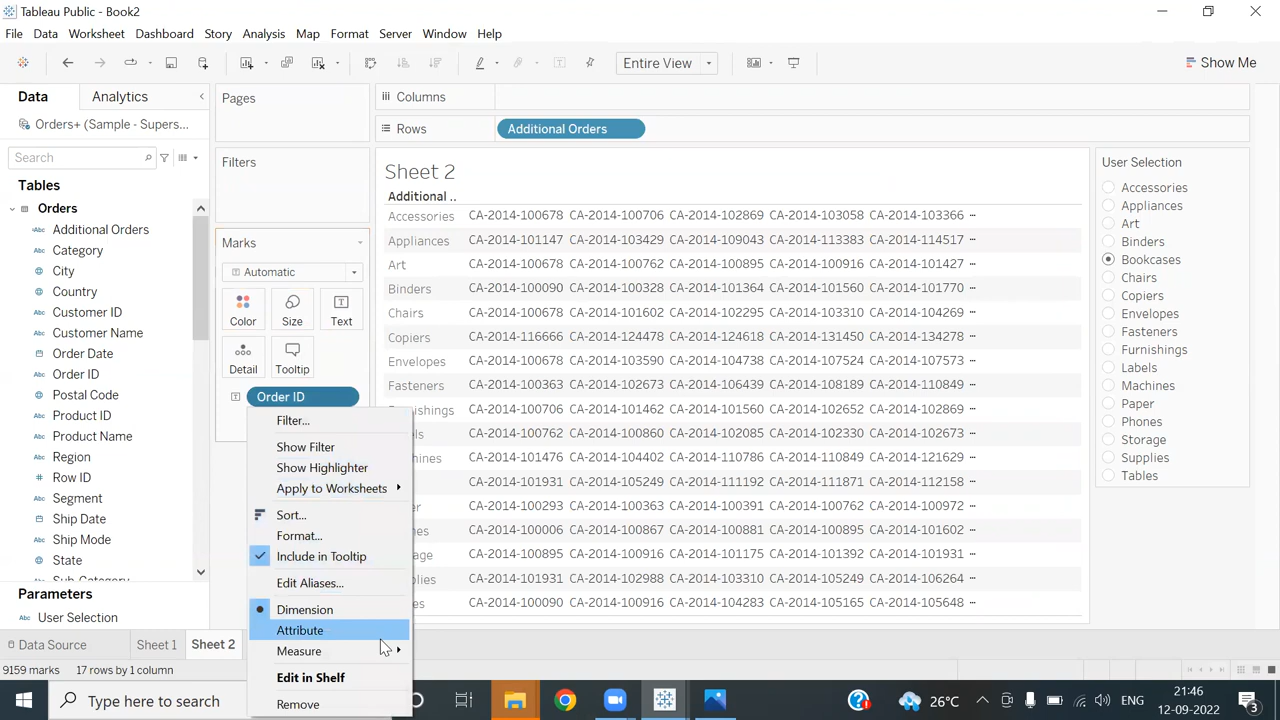 Tableau Public - Book2
File Data Worksheet Dashboard Story Analysis Map Format Server Window Help
Entire View
Show Me
Data Analytics
Orders+ (Sample - Supers...
Search
Tables
Orders
Additional Orders
Category
City
Country
Customer ID
Customer Name
Order Date
Order ID
Postal Code
Product ID
Product Name
Region
Row ID
Segment
Ship Date
Ship Mode
State
Sub-Category
Parameters
User Selection
Pages
Filters
Marks
Automatic
Color Size Text
Detail Tooltip
Order ID
Filter...
Show Filter
Show Highlighter
Apply to Worksheets
Sort...
Format...
Include in Tooltip
Edit Aliases...
Dimension
Attribute
Measure
Edit in Shelf
Remove
Columns
Rows Additional Orders
Sheet 2
Additional ..
Accessories CA-2014-100678 CA-2014-100706 CA-2014-102869 CA-2014-103058 CA-2014-103366 ...
Appliances CA-2014-101147 CA-2014-103429 CA-2014-109043 CA-2014-113383 CA-2014-114517 ...
Art CA-2014-100678 CA-2014-100762 CA-2014-100895 CA-2014-100916 CA-2014-101427 ...
Binders CA-2014-100090 CA-2014-100328 CA-2014-101364 CA-2014-101560 CA-2014-101770 ...
Chairs CA-2014-100678 CA-2014-101602 CA-2014-102295 CA-2014-103310 CA-2014-104269 ...
Copiers CA-2014-116666 CA-2014-124478 CA-2014-124618 CA-2014-131450 CA-2014-134278 ...
Envelopes CA-2014-100678 CA-2014-103590 CA-2014-104738 CA-2014-107524 CA-2014-107573 ...
Fasteners CA-2014-100363 CA-2014-102673 CA-2014-106439 CA-2014-108189 CA-2014-110849 ...
rnishings CA-2014-100706 CA-2014-101462 CA-2014-101560 CA-2014-102652 CA-2014-102869 ...
els CA-2014-100762 CA-2014-100860 CA-2014-102085 CA-2014-102330 CA-2014-102673 ...
chines CA-2014-101476 CA-2014-104402 CA-2014-110786 CA-2014-110849 CA-2014-121629 ...
CA-2014-101931 CA-2014-105249 CA-2014-111192 CA-2014-111871 CA-2014-112158 ...
er CA-2014-100293 CA-2014-100363 CA-2014-100391 CA-2014-100762 CA-2014-100972 ...
nes CA-2014-100006 CA-2014-100867 CA-2014-100881 CA-2014-100895 CA-2014-101602 ...
age CA-2014-100895 CA-2014-100916 CA-2014-101175 CA-2014-101392 CA-2014-101931 ...
plies CA-2014-101931 CA-2014-102988 CA-2014-103310 CA-2014-105249 CA-2014-106264 ...
es CA-2014-100090 CA-2014-100916 CA-2014-104283 CA-2014-105165 CA-2014-105648 ...
User Selection
Accessories
Appliances
Art
Binders
Bookcases
Chairs
Copiers
Envelopes
Fasteners
Furnishings
Labels
Machines
Paper
Phones
Storage
Supplies
Tables
Data Source Sheet 1 Sheet 2
9159 marks 17 rows by 1 column
Type here to search
26°C
ENG
21:46
12-09-2022
3